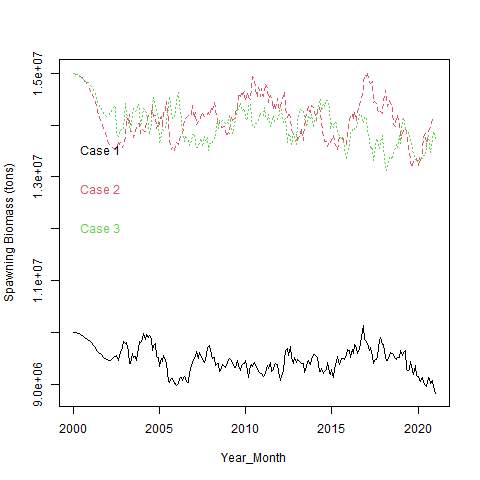 1.15e+07
1.3e+07
1.1e+07
9.0e+06
Spawning Biomass (tons)
Case 1
Case 2
Case 3
2000
2005
2010
2015
2020
Year_Month